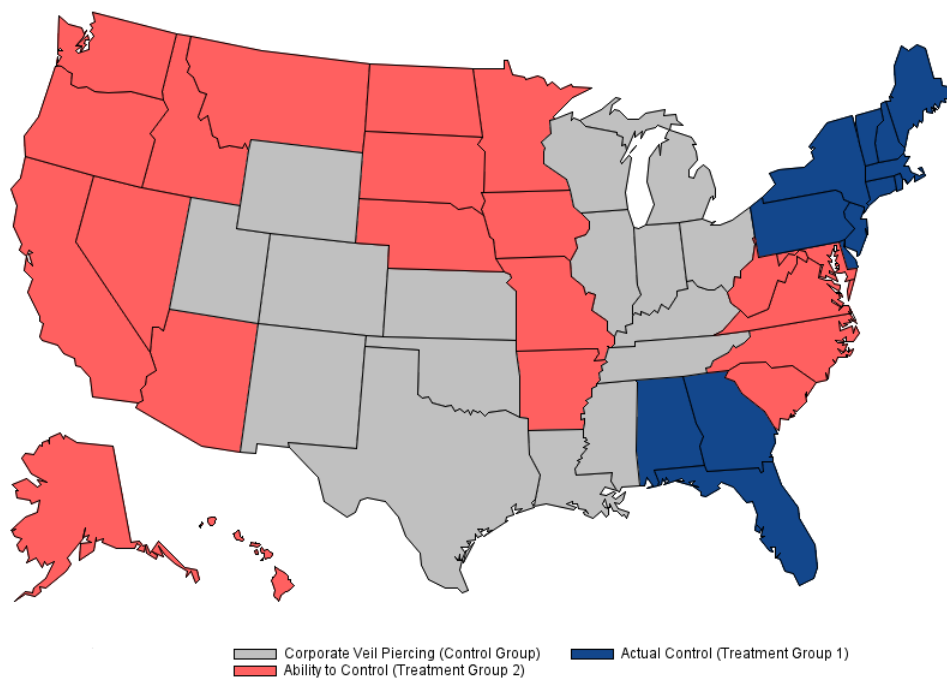 Corporate Veil Piercing (Control Group) Actual Control (Treatment Group 1)
Ability to Control (Treatment Group 2)